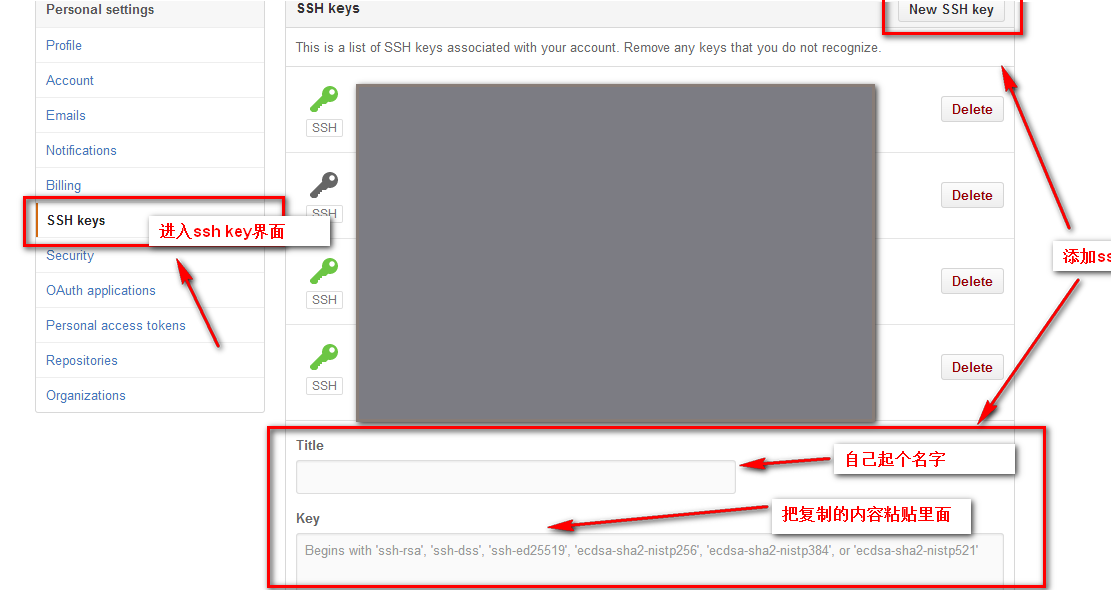 Personal settings
Profile
Account
Emails
Notifications
Billing
SSH keys
进入ssh key界面
Security
OAuth applications
Personal access tokens
Repositories
Organizations
SSH keys
New SSH key
This is a list of SSH keys associated with your account. Remove any keys that you do not recognize.
SSH
Delete
SSH
Delete
添加ss
SSH
Delete
SSH
Delete
Title
自己起个名字
Key
把复制的内容粘贴里面
Begins with 'ssh-rsa', 'ssh-dss', 'ssh-ed25519', 'ecdsa-sha2-nistp256', 'ecdsa-sha2-nistp384', or 'ecdsa-sha2-nistp521'